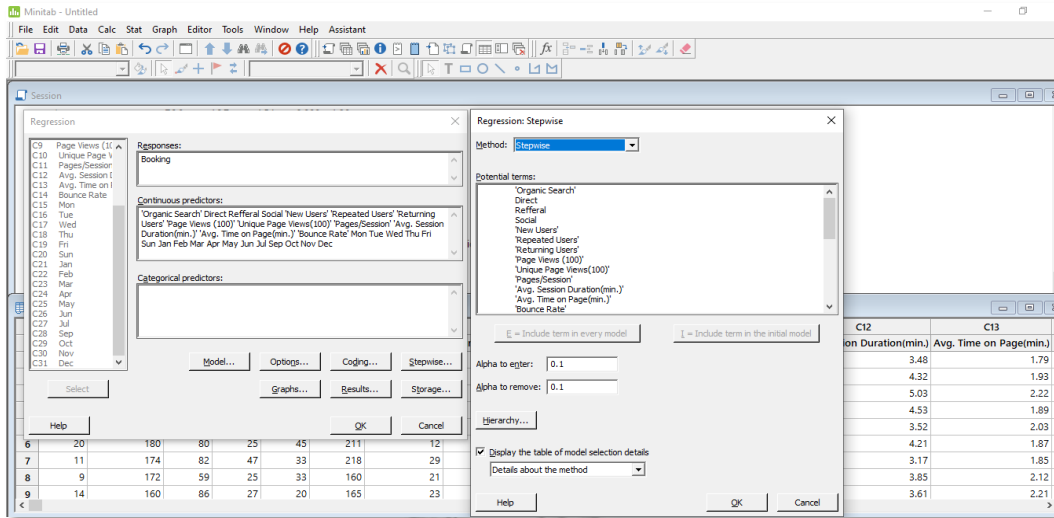 Minitab - Untitled
File Edit Data Calc Stat Graph Editor Tools Window Help Assistant
Session
Regression
C9 Page Views (1(
C10 Unique Page V
C11 Pages/Session
C12 Avg. Session D
C13 Avg. Time on I
C14 Bounce Rate
C15 Mon
C16 Tue
C17 Wed
C18 Thu
C19 Fri
C20 Sun
C21 Jan
C22 Feb
C23 Mar
C24 Apr
C25 May
C26 Jun
C27 Jul
C28 Sep
C29 Oct
C30 Nov
C31 Dec
Select
Help
Responses:
Booking
Continuous predictors:
'Organic Search' Direct Refferal Social 'New Users' 'Repeated Users' 'Returning
Users' 'Page Views (100)' 'Unique Page Views(100)' 'Pages/Session' 'Avg. Session
Duration(min.)' 'Avg. Time on Page(min.)' 'Bounce Rate' Mon Tue Wed Thu Fri
Sun Jan Feb Mar Apr May Jun Jul Sep Oct Nov Dec
Categorical predictors:
Model... Options... Coding... Stepwise...
Graphs... Results... Storage...
OK Cancel
Regression: Stepwise
Method: Stepwise
Potential terms:
'Organic Search'
Direct
Refferal
Social
'New Users'
'Repeated Users'
'Returning Users'
'Page Views (100)'
'Unique Page Views(100)'
'Pages/Session'
'Avg. Session Duration(min.)'
'Avg. Time on Page(min.)'
'Bounce Rate'
E = Include term in every model I = Include term in the initial model
Alpha to enter: 0.1
Alpha to remove: 0.1
Hierarchy...
Display the table of model selection details
Details about the method
Help OK Cancel
C12 C13
ion Duration(min.) Avg. Time on Page(min.)
3.48 1.79
4.32 1.93
5.03 2.22
4.53 1.89
3.52 2.03
6 20 180 80 25 45 211 12 4.21 1.87
7 11 174 82 47 33 218 29 3.17 1.85
8 9 172 59 25 33 160 21 3.85 2.12
9 14 160 86 27 20 165 23 3.61 2.21